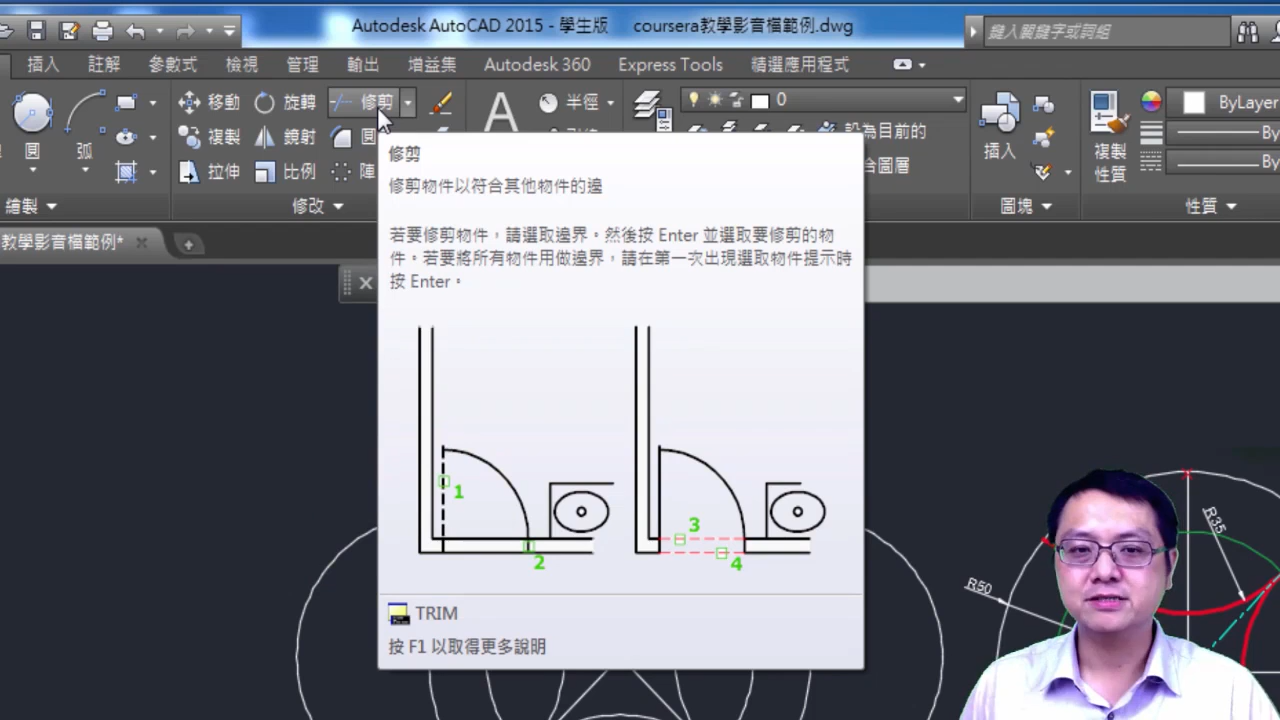 Autodesk AutoCAD 2015 - 學生版 coursera教學影音檔範例.dwg
鍵入關鍵字或詞組
插入 註解 參數式 檢視 管理 輸出 增益集 Autodesk 360 Express Tools 精選應用程式
移動 旋轉 修剪 A 半徑 0 ByLayer
圓 弧 複製 鏡射 圓 設為目前的 插入 複製性質 By
拉伸 比例 陣 合圖層 By
繪製 修改 圖塊 性質
教學影音檔範例*
修剪
修剪物件以符合其他物件的邊
若要修剪物件，請選取邊界。然後按 Enter 並選取要修剪的物
件。若要將所有物件用做邊界，請在第一次出現選取物件提示時
按 Enter。
1
2
3
4
TRIM
按 F1 以取得更多說明
R35
R50